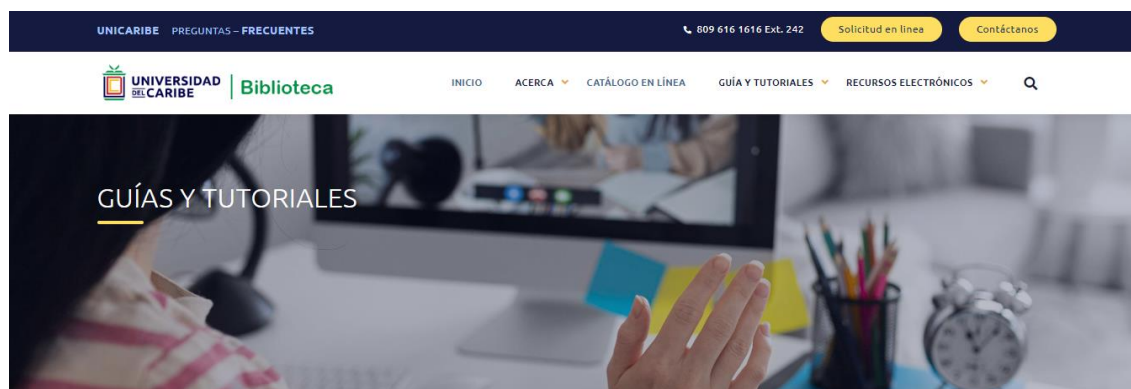 UNICARIBE PREGUNTAS – FRECUENTES 809 616 1616 Ext. 242 Solicitud en linea Contáctanos
UNIVERSIDAD DEL CARIBE Biblioteca INICIO ACERCA CATÁLOGO EN LÍNEA GUÍA Y TUTORIALES RECURSOS ELECTRÓNICOS
GUÍAS Y TUTORIALES